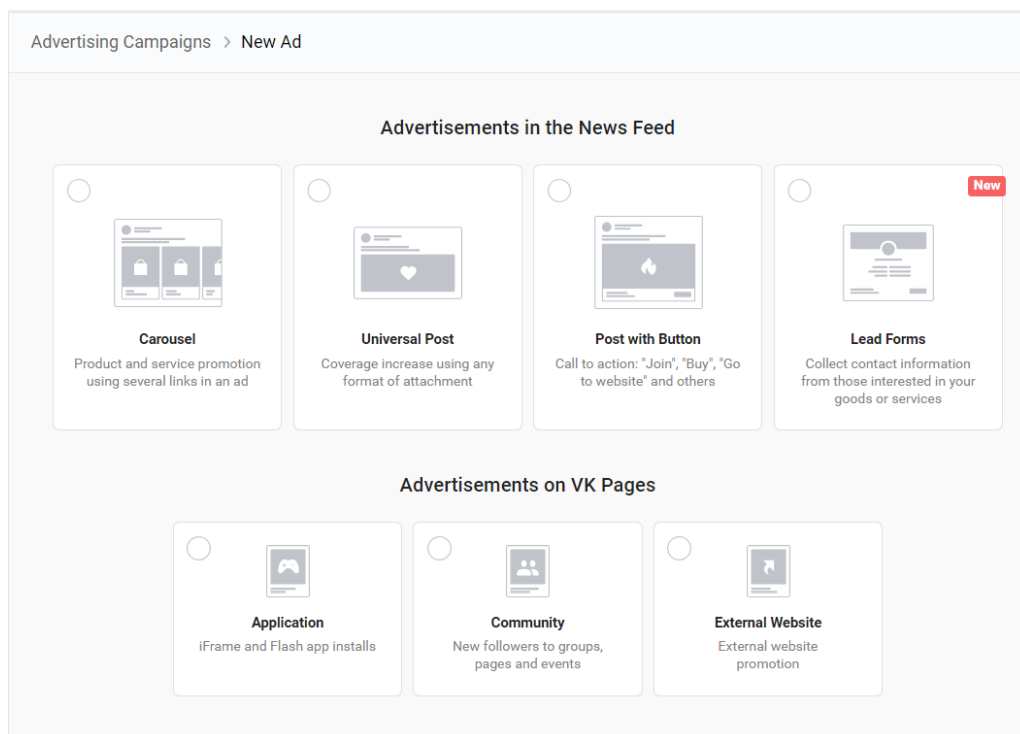 Advertising Campaigns > New Ad
Advertisements in the News Feed
New
Carousel
Product and service promotion
using several links in an ad
Universal Post
Coverage increase using any
format of attachment
Post with Button
Call to action: "Join", "Buy", "Go
to website" and others
Lead Forms
Collect contact information
from those interested in your
goods or services
Advertisements on VK Pages
Application
iFrame and Flash app installs
Community
New followers to groups,
pages and events
External Website
External website
promotion